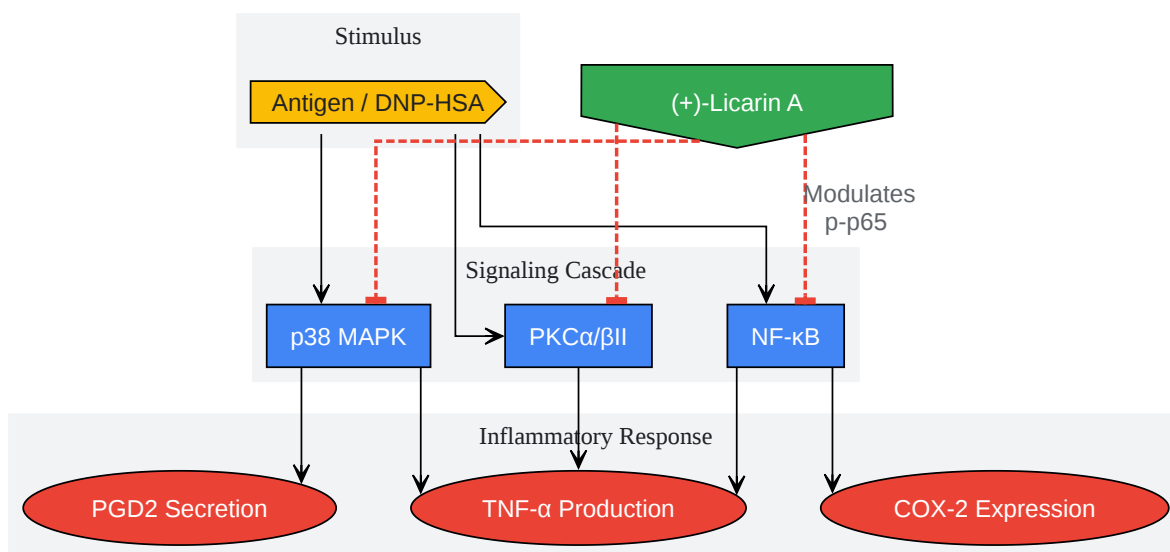 Stimulus
Antigen / DNP-HSA
(+)-Licarin A
Modulates
p-p65
Signaling Cascade
p38 MAPK
PKCα/βII
NF-κB
Inflammatory Response
PGD2 Secretion
TNF-α Production
COX-2 Expression